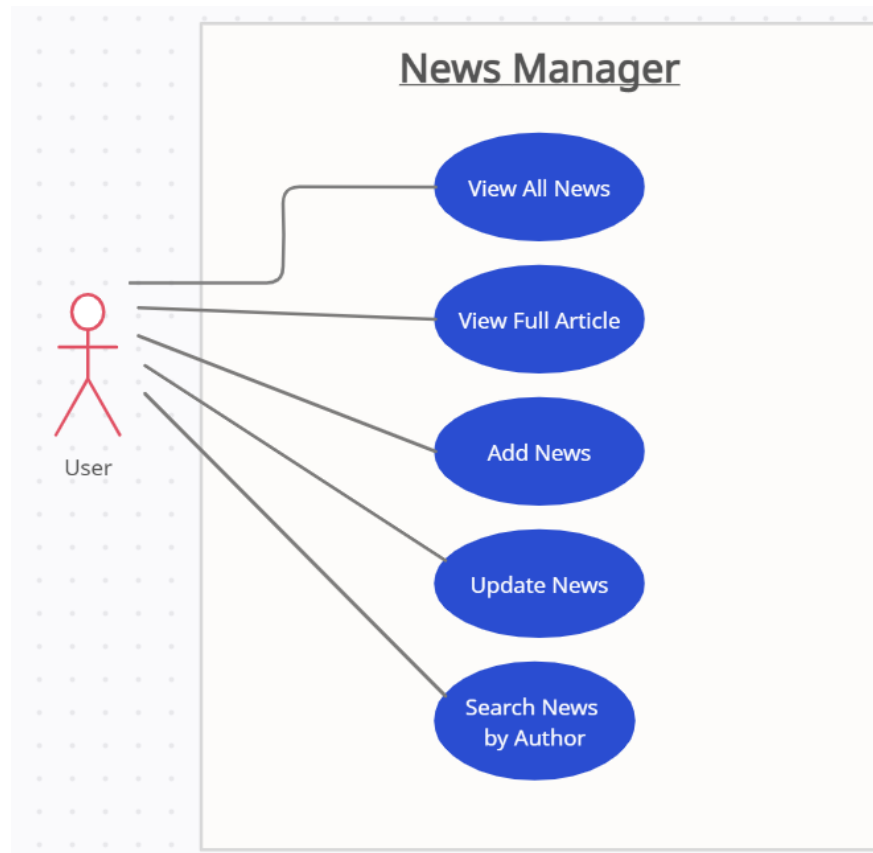 News Manager
View All News
View Full Article
Add News
Update News
Search News
by Author
User